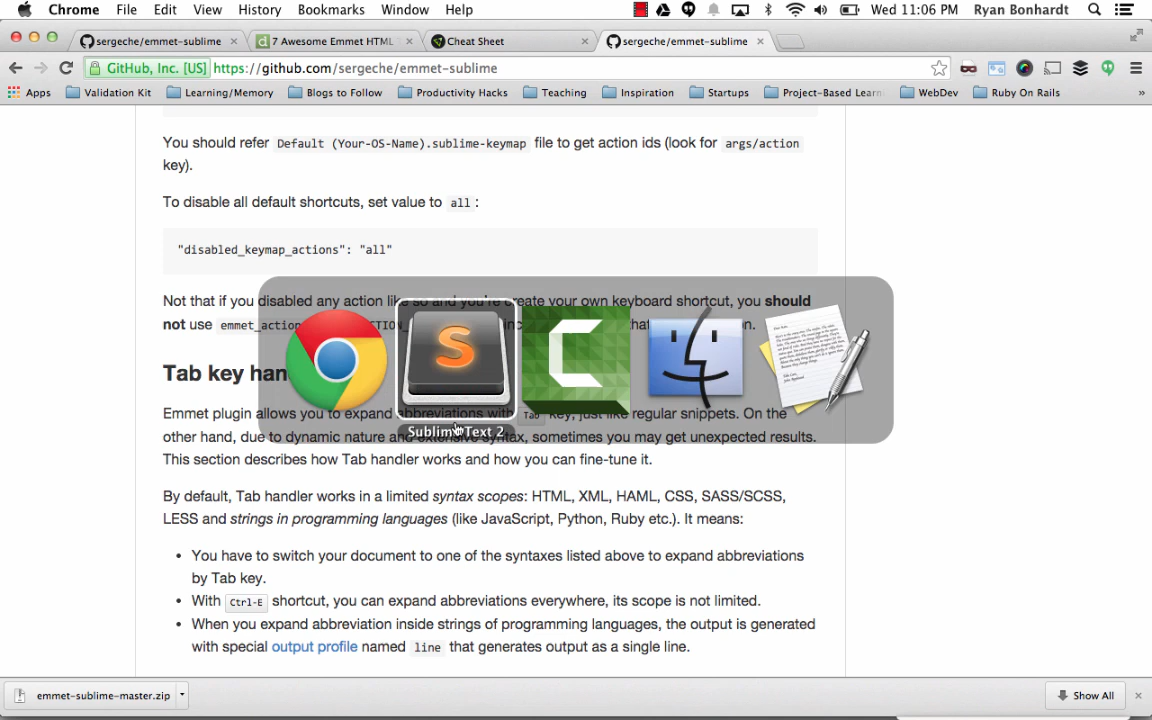 Chrome File Edit View History Bookmarks Window Help Wed 11:06 PM Ryan Bonhardt
sergeche/emmet-sublime 7 Awesome Emmet HTML Cheat Sheet sergeche/emmet-sublime
GitHub, Inc. [US] https://github.com/sergeche/emmet-sublime
Apps Validation Kit Learning/Memory Blogs to Follow Productivity Hacks Teaching Inspiration Startups Project-Based Learn WebDev Ruby On Rails »
You should refer Default (Your-OS-Name).sublime-keymap file to get action ids (look for args/action
key).
To disable all default shortcuts, set value to all :
"disabled_keymap_actions": "all"
Not that if you disabled any action like so and you're create your own keyboard shortcut, you should
not use emmet_action
Tab key han
Sublime Text 2
Emmet plugin allows you to expand abbreviations with Tab key, just like regular snippets. On the
other hand, due to dynamic nature and extensive syntax, sometimes you may get unexpected results.
This section describes how Tab handler works and how you can fine-tune it.
By default, Tab handler works in a limited syntax scopes: HTML, XML, HAML, CSS, SASS/SCSS,
LESS and strings in programming languages (like JavaScript, Python, Ruby etc.). It means:
• You have to switch your document to one of the syntaxes listed above to expand abbreviations
by Tab key.
• With Ctrl-E shortcut, you can expand abbreviations everywhere, its scope is not limited.
• When you expand abbreviation inside strings of programming languages, the output is generated
with special output profile named line that generates output as a single line.
emmet-sublime-master.zip Show All